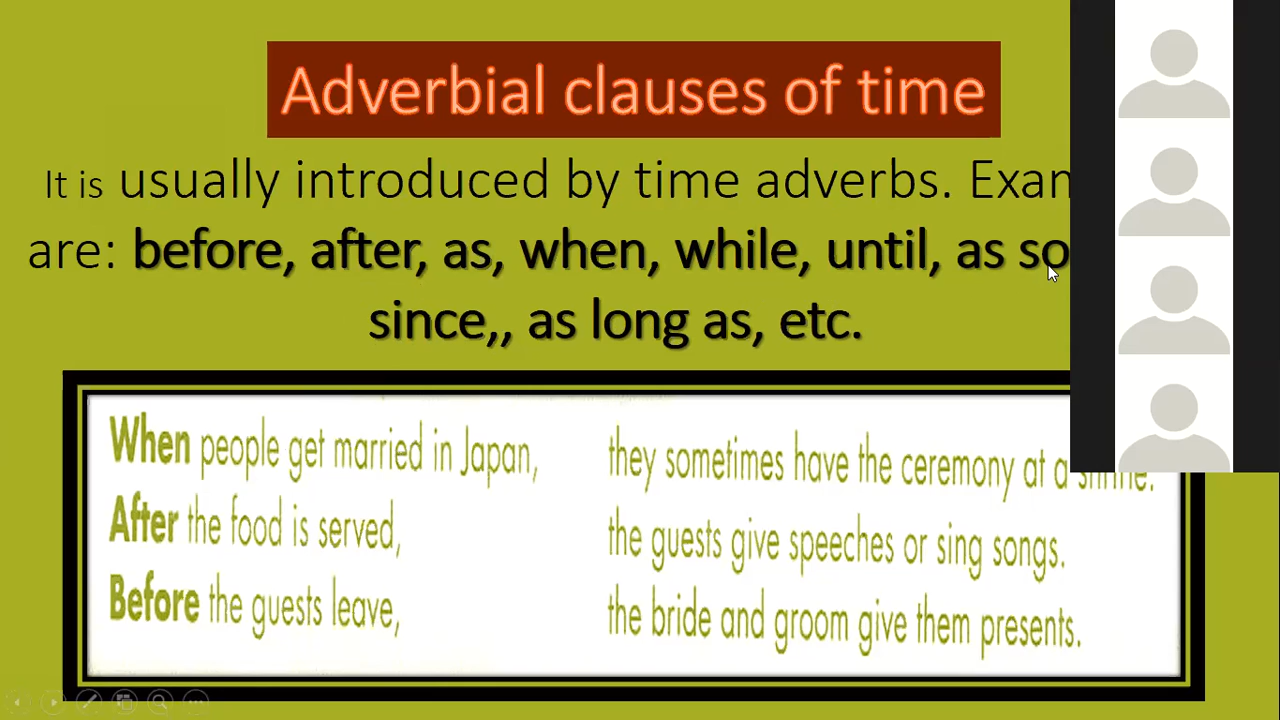 Adverbial clauses of time
It is usually introduced by time adverbs.
are: before, after, as, when, while, until, as
since,, as long as, etc.
When people get married in Japan, they sometimes have the ceremony at a shrine.
After the food is served, the guests give speeches or sing songs.
Before the guests leave, the bride and groom give them presents.